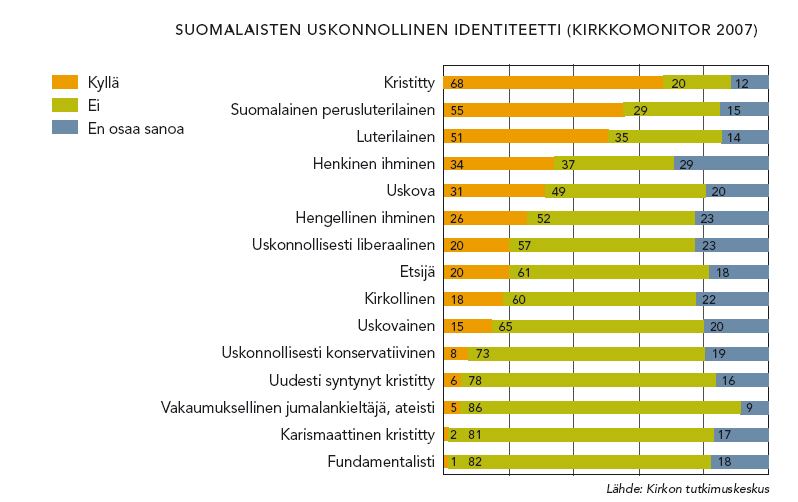 SUOMALAISTEN USKONNOLLINEN IDENTITEETTI (KIRKKOMONITOR 2007)
Kyllä
Ei
En osaa sanoa
Kristitty 68 20 12
Suomalainen perusluterilainen 55 29 15
Luterilainen 51 35 14
Henkinen ihminen 34 37 29
Uskova 31 49 20
Hengellinen ihminen 26 52 23
Uskonnollisesti liberaalinen 20 57 23
Etsijä 20 61 18
Kirkollinen 18 60 22
Uskovainen 15 65 20
Uskonnollisesti konservatiivinen 8 73 19
Uudesti syntynyt kristitty 6 78 16
Vakaumuksellinen jumalankieltäjä, ateisti 5 86 9
Karismaattinen kristitty 2 81 17
Fundamentalisti 1 82 18
Lähde: Kirkon tutkimuskeskus